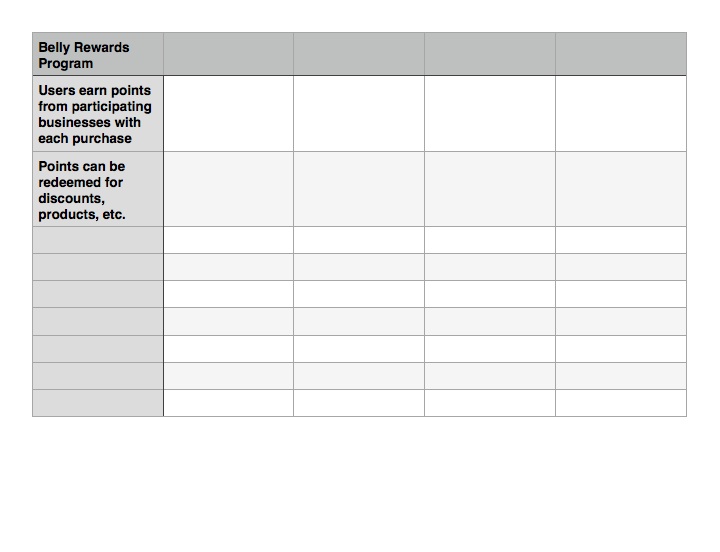 Belly Rewards
Program
Users earn points
from participating
businesses with
each purchase
Points can be
redeemed for
discounts,
products, etc.